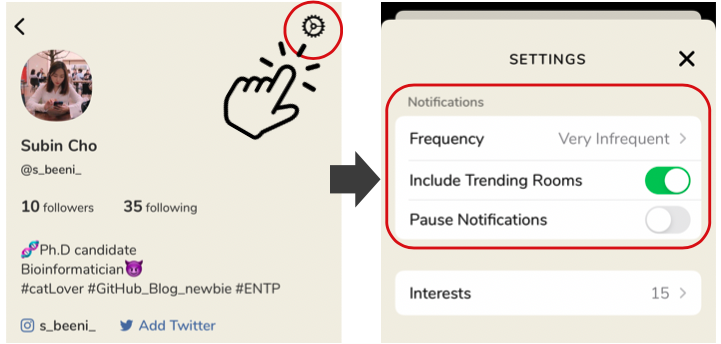 Subin Cho
@s_beeni_
10 followers 35 following
🧬Ph.D candidate
Bioinformatician😈
#catLover #GitHub_Blog_newbie #ENTP
s_beeni_ Add Twitter
SETTINGS
Notifications
Frequency Very Infrequent
Include Trending Rooms
Pause Notifications
Interests 15